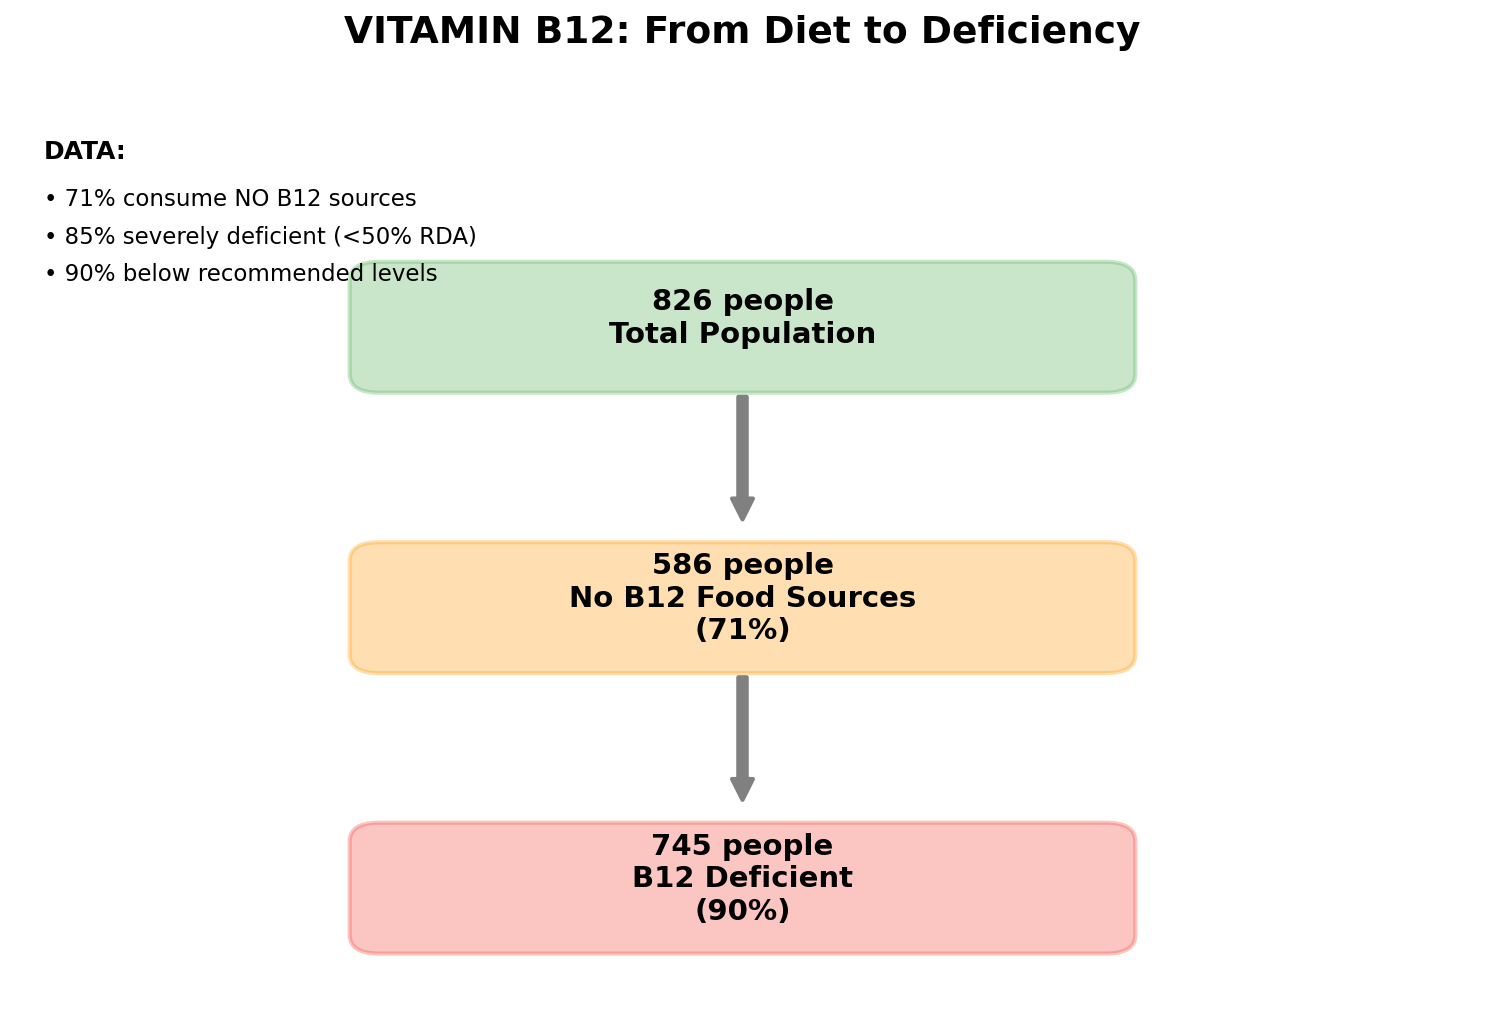 VITAMIN B12: From Diet to Deficiency
DATA:
• 71% consume NO B12 sources
• 85% severely deficient (<50% RDA)
• 90% below recommended levels
826 people
Total Population
586 people
No B12 Food Sources
(71%)
745 people
B12 Deficient
(90%)